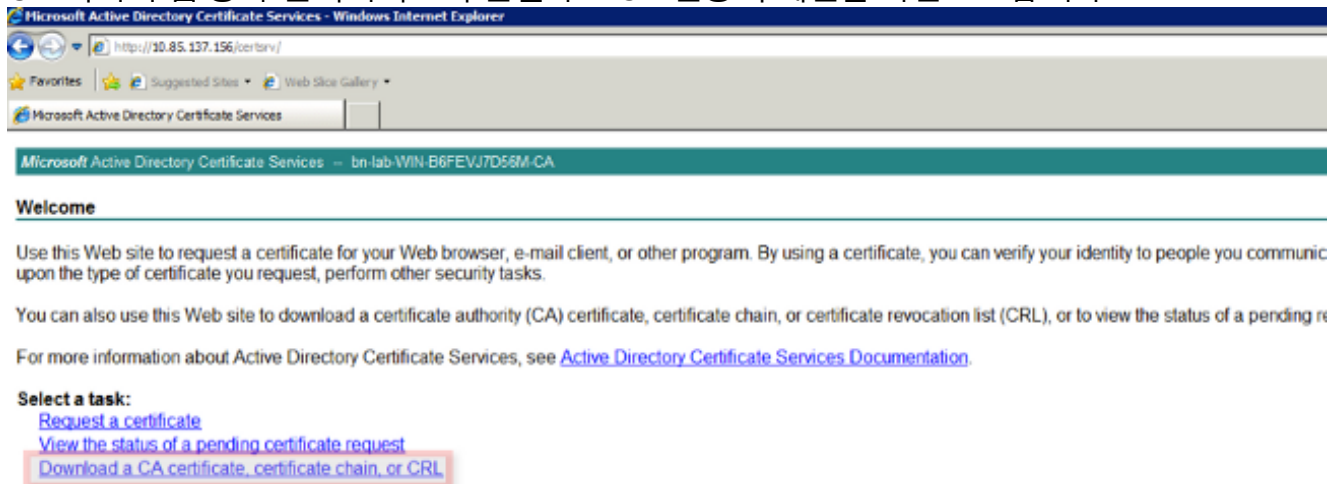 Microsoft Active Directory Certificate Services - Windows Internet Explorer
http://10.85.137.156/certsrv/
Favorites Suggested Sites Web Slice Gallery
Microsoft Active Directory Certificate Services
Microsoft Active Directory Certificate Services -- bn-lab-WIN-B6FEVJ7D56M-CA
Welcome
Use this Web site to request a certificate for your Web browser, e-mail client, or other program. By using a certificate, you can verify your identity to people you communic
upon the type of certificate you request, perform other security tasks.
You can also use this Web site to download a certificate authority (CA) certificate, certificate chain, or certificate revocation list (CRL), or to view the status of a pending re
For more information about Active Directory Certificate Services, see Active Directory Certificate Services Documentation.
Select a task:
Request a certificate
View the status of a pending certificate request
Download a CA certificate, certificate chain, or CRL